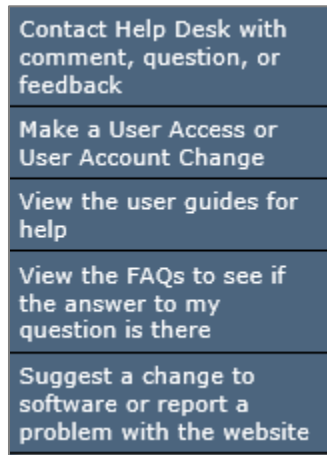 Contact Help Desk with
comment, question, or
feedback
Make a User Access or
User Account Change
View the user guides for
help
View the FAQs to see if
the answer to my
question is there
Suggest a change to
software or report a
problem with the website